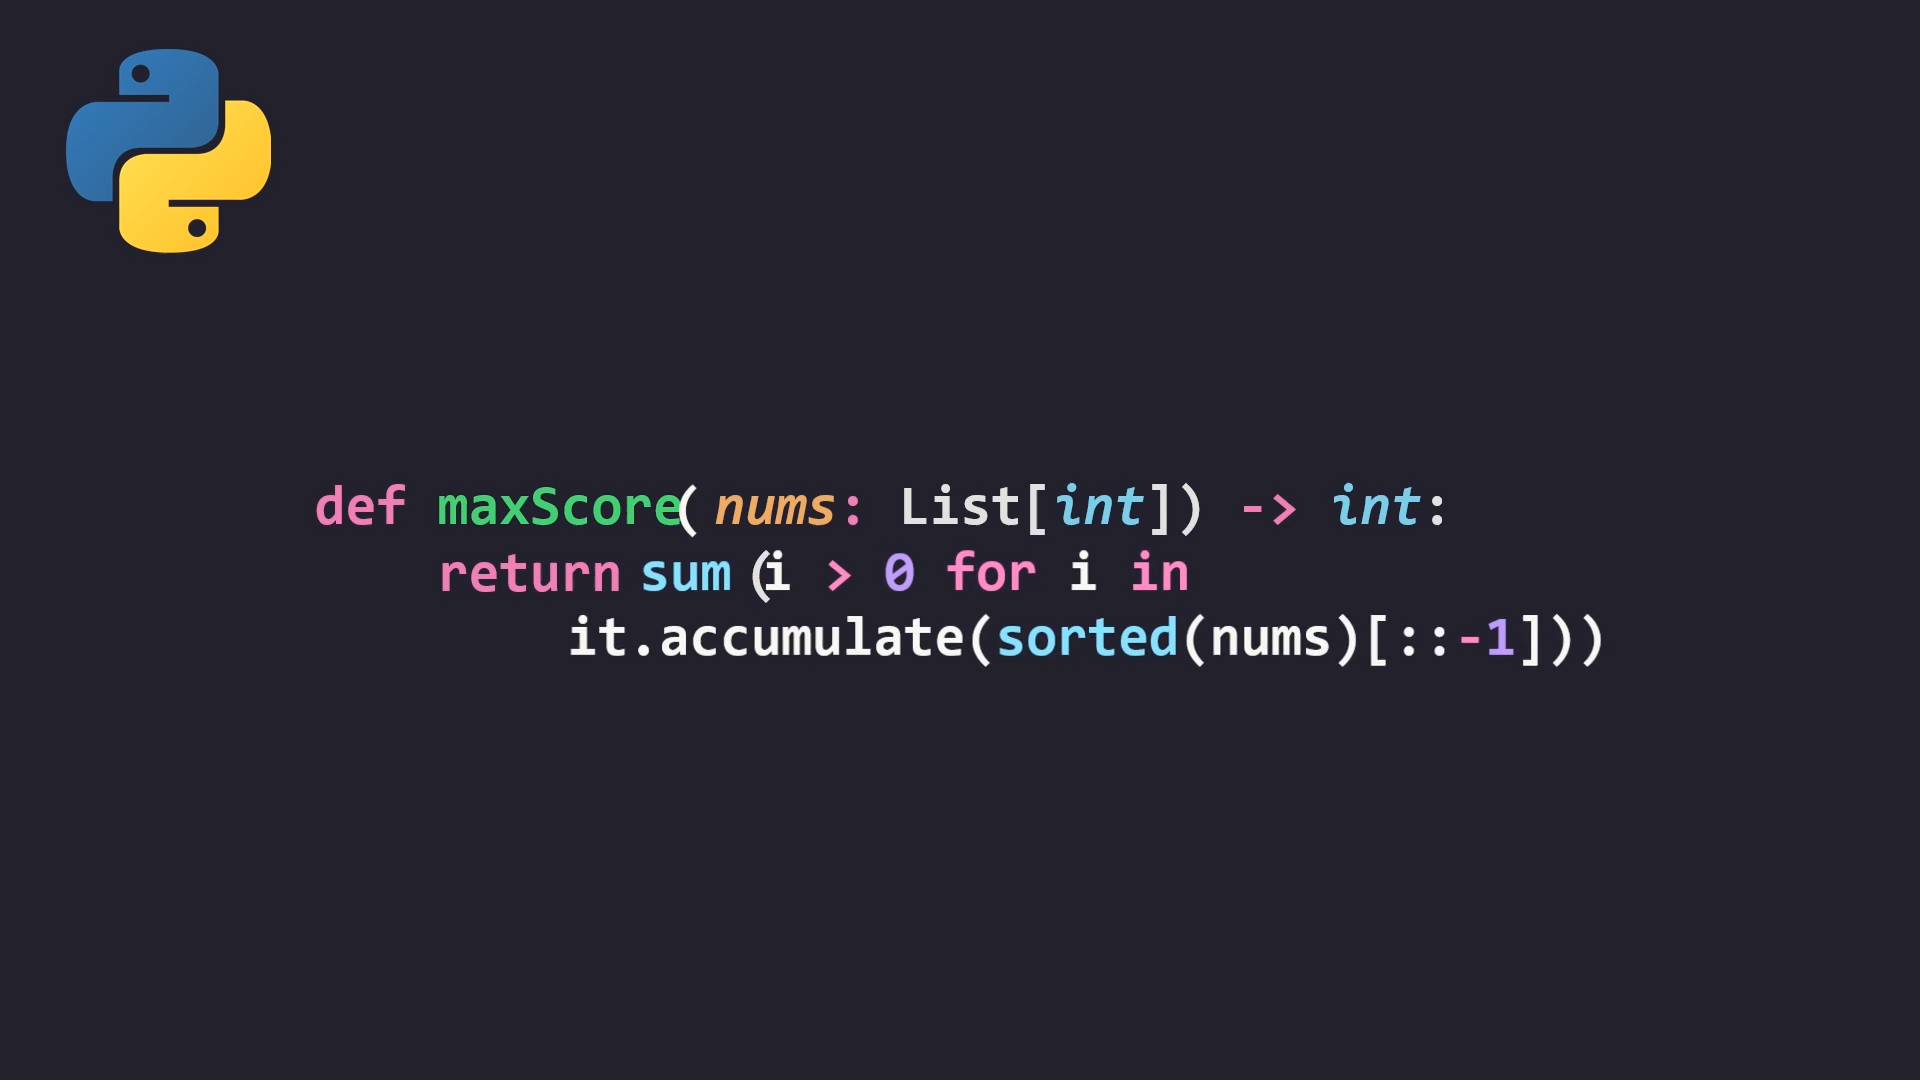 def maxScore( nums: List[int]) -> int:
return sum (i > 0 for i in
it.accumulate(sorted(nums)[::-1]))